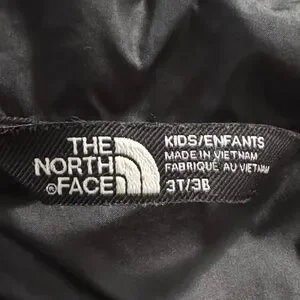 THE
NORTH
®FACE
KIDS/ENFANTS
MADE IN VIETNAM
FABRIQUÉ AU VIETNAM
3T/3B